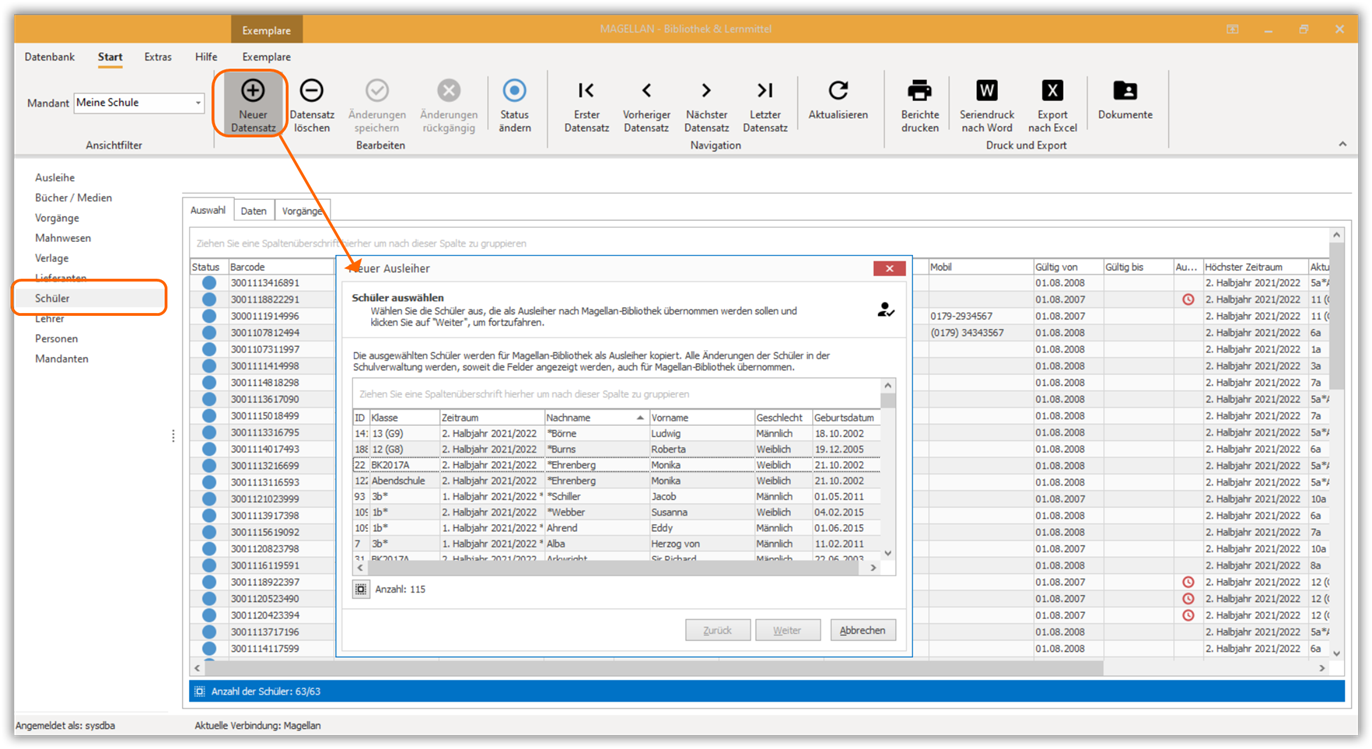 Exemplare
MAGELLAN - Bibliothek & Lernmittel
Datenbank Start Extras Hilfe Exemplare
Mandant Meine Schule
Ansichtfilter
Neuer Datensatz
Datensatz löschen
Änderungen speichern
Änderungen rückgängig
Status ändern
Bearbeiten
Erster Datensatz
Vorheriger Datensatz
Nächster Datensatz
Letzter Datensatz
Navigation
Aktualisieren
Berichte drucken
Seriendruck nach Word
Export nach Excel
Druck und Export
Dokumente
Ausleihe
Bücher / Medien
Vorgänge
Mahnwesen
Verlage
Lieferanten
Schüler
Lehrer
Personen
Mandanten
Auswahl Daten Vorgänge
Ziehen Sie eine Spaltenüberschrift hierher um nach dieser Spalte zu gruppieren
Status Barcode
3001113416891
3001118822291
3000111914996
3001107812494
3001107311997
3001111414998
3001114818298
3001113617090
3001115018499
3001113316795
3001114017493
3001113216699
3001113116593
3001121023999
3001113917398
3001115619092
3001120823798
3001116119591
3001118922397
3001120523490
3001120423394
3001113717196
3001114117599
Neuer Ausleiher
Schüler auswählen
Wählen Sie die Schüler aus, die als Ausleiher nach Magellan-Bibliothek übernommen werden sollen und
klicken Sie auf "Weiter", um fortzufahren.
Die ausgewählten Schüler werden für Magellan-Bibliothek als Ausleiher kopiert. Alle Änderungen der Schüler in der
Schulverwaltung werden, soweit die Felder angezeigt werden, auch für Magellan-Bibliothek übernommen.
Ziehen Sie eine Spaltenüberschrift hierher um nach dieser Spalte zu gruppieren
ID Klasse Zeitraum Nachname Vorname Geschlecht Geburtsdatum
141 13 (G9) 2. Halbjahr 2021/2022 *Börne Ludwig Männlich 18.10.2002
188 12 (G8) 2. Halbjahr 2021/2022 *Burns Roberta Weiblich 19.12.2005
22 BK2017A 2. Halbjahr 2021/2022 *Ehrenberg Monika Weiblich 21.10.2002
122 Abendschule 2. Halbjahr 2021/2022 *Ehrenberg Monika Weiblich 21.10.2002
93 3b* 1. Halbjahr 2021/2022 * *Schiller Jacob Männlich 01.05.2011
109 1b* 2. Halbjahr 2021/2022 *Webber Susanna Weiblich 04.02.2015
109 1b* 1. Halbjahr 2021/2022 * Ahrend Eddy Männlich 01.06.2015
7 3b* 1. Halbjahr 2021/2022 * Alba Herzog von Männlich 11.02.2011
31 BK2017A 2. Halbjahr 2021/2022 Arkwright Sir Richard Männlich 22.06.2003
Anzahl: 115
Zurück Weiter Abbrechen
Mobil Gültig von Gültig bis Au... Höchster Zeitraum Aktu
01.08.2008 2. Halbjahr 2021/2022 5a*A
01.08.2007 2. Halbjahr 2021/2022 11 (G
0179-2934567 01.08.2007 2. Halbjahr 2021/2022 11 (G
(0179) 34343567 01.08.2008 2. Halbjahr 2021/2022 6a
01.08.2007 2. Halbjahr 2021/2022 1a
01.08.2008 2. Halbjahr 2021/2022 3a
01.08.2008 2. Halbjahr 2021/2022 7a
01.08.2008 2. Halbjahr 2021/2022 5a*A
01.08.2008 2. Halbjahr 2021/2022 7a
01.08.2008 2. Halbjahr 2021/2022 5a*A
01.08.2008 2. Halbjahr 2021/2022 6a
01.08.2008 2. Halbjahr 2021/2022 5a*A
01.08.2008 2. Halbjahr 2021/2022 5a*A
01.08.2007 2. Halbjahr 2021/2022 10a
01.08.2008 2. Halbjahr 2021/2022 6a
01.08.2008 2. Halbjahr 2021/2022 7a
01.08.2007 2. Halbjahr 2021/2022 10a
01.08.2008 2. Halbjahr 2021/2022 8a
01.08.2007 2. Halbjahr 2021/2022 12 (G
01.08.2007 2. Halbjahr 2021/2022 12 (G
01.08.2007 2. Halbjahr 2021/2022 12 (G
01.08.2008 2. Halbjahr 2021/2022 5a*A
01.08.2008 2. Halbjahr 2021/2022 6a
Anzahl der Schüler: 63/63
Angemeldet als: sysdba Aktuelle Verbindung: Magellan